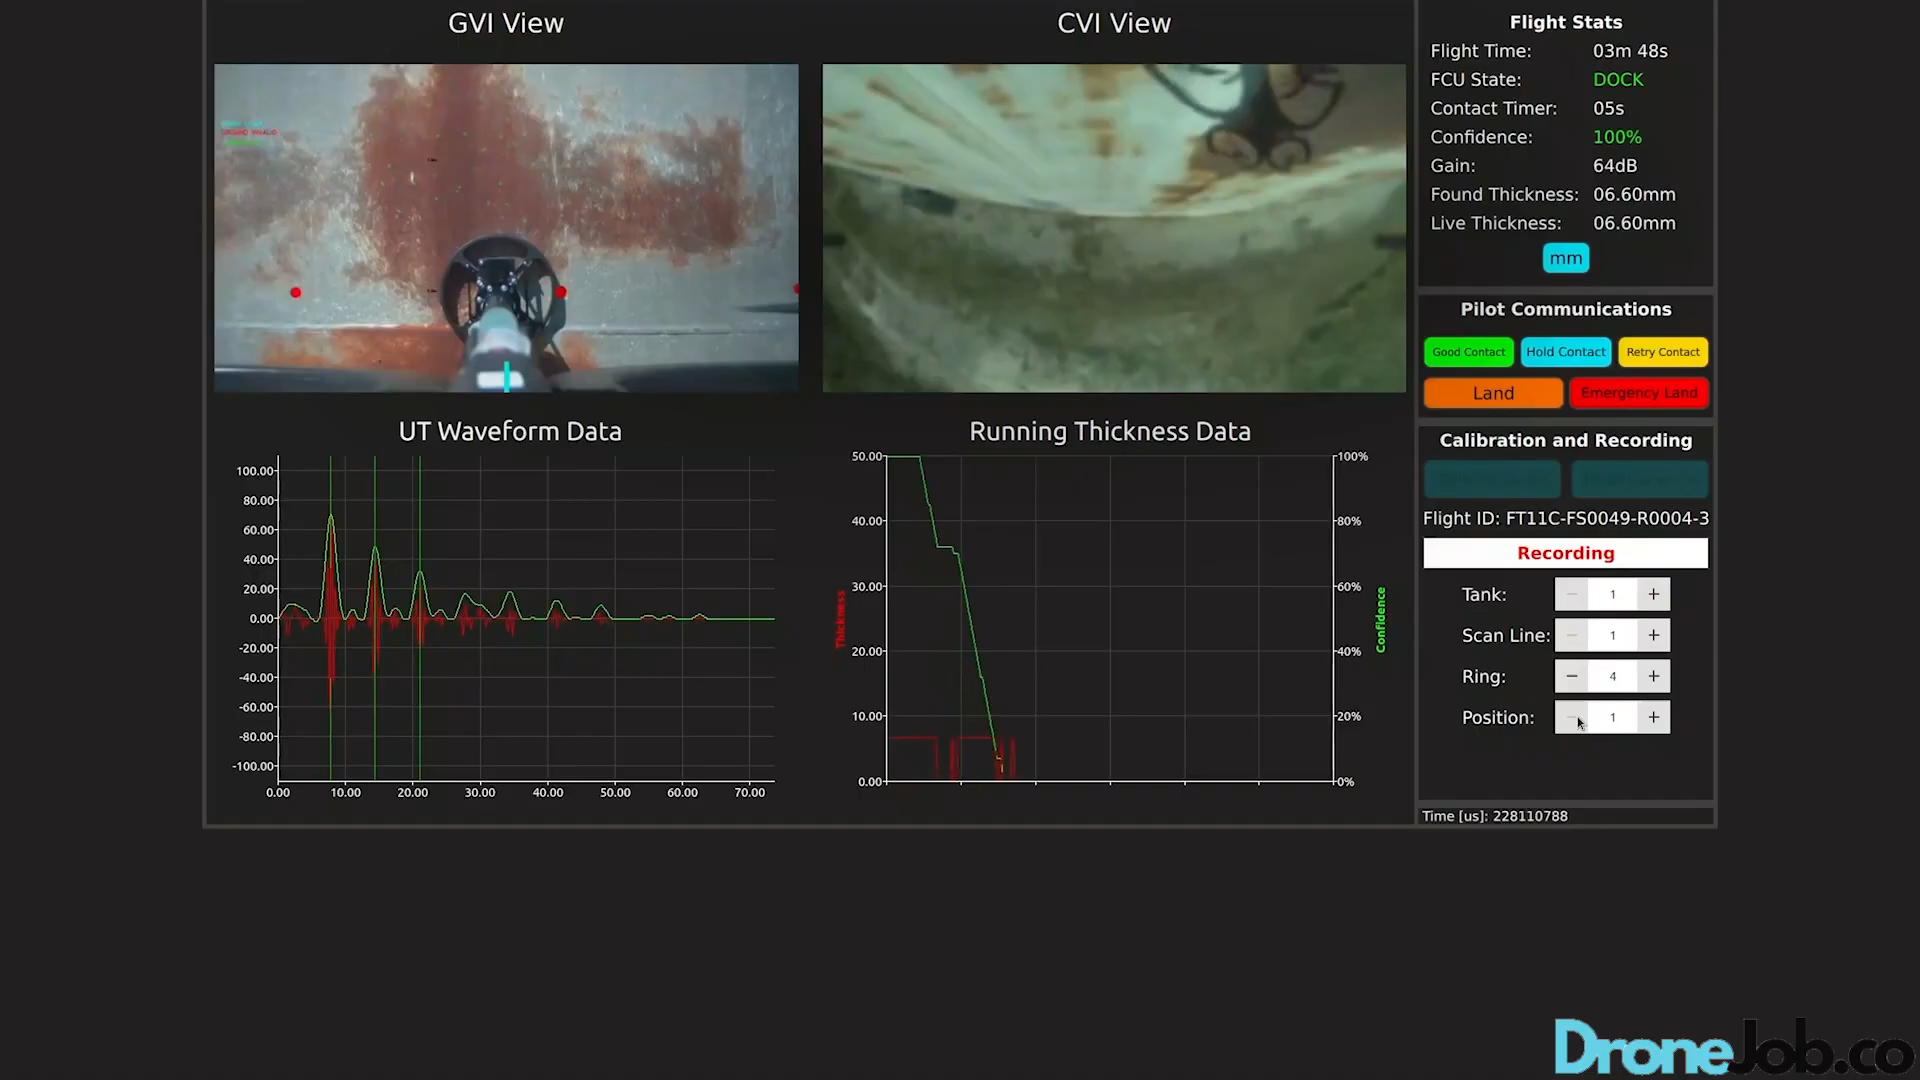 GVI View
CVI View
UT Waveform Data
100.00
80.00
60.00
40.00
20.00
0.00
-20.00
-40.00
-60.00
-80.00
-100.00
0.00 10.00 20.00 30.00 40.00 50.00 60.00 70.00
Running Thickness Data
50.00 100%
40.00 80%
30.00 60%
Thickness Confidence
20.00 40%
10.00 20%
0.00 0%
Flight Stats
Flight Time: 03m 48s
FCU State: DOCK
Contact Timer: 05s
Confidence: 100%
Gain: 64dB
Found Thickness: 06.60mm
Live Thickness: 06.60mm
mm
Pilot Communications
Good Contact Hold Contact Retry Contact
Land Emergency Land
Calibration and Recording
Flight ID: FT11C-FS0049-R0004-3
Recording
Tank: − 1 +
Scan Line: − 1 +
Ring: − 4 +
Position: − 1 +
Time [us]: 228110788
DroneJob.co